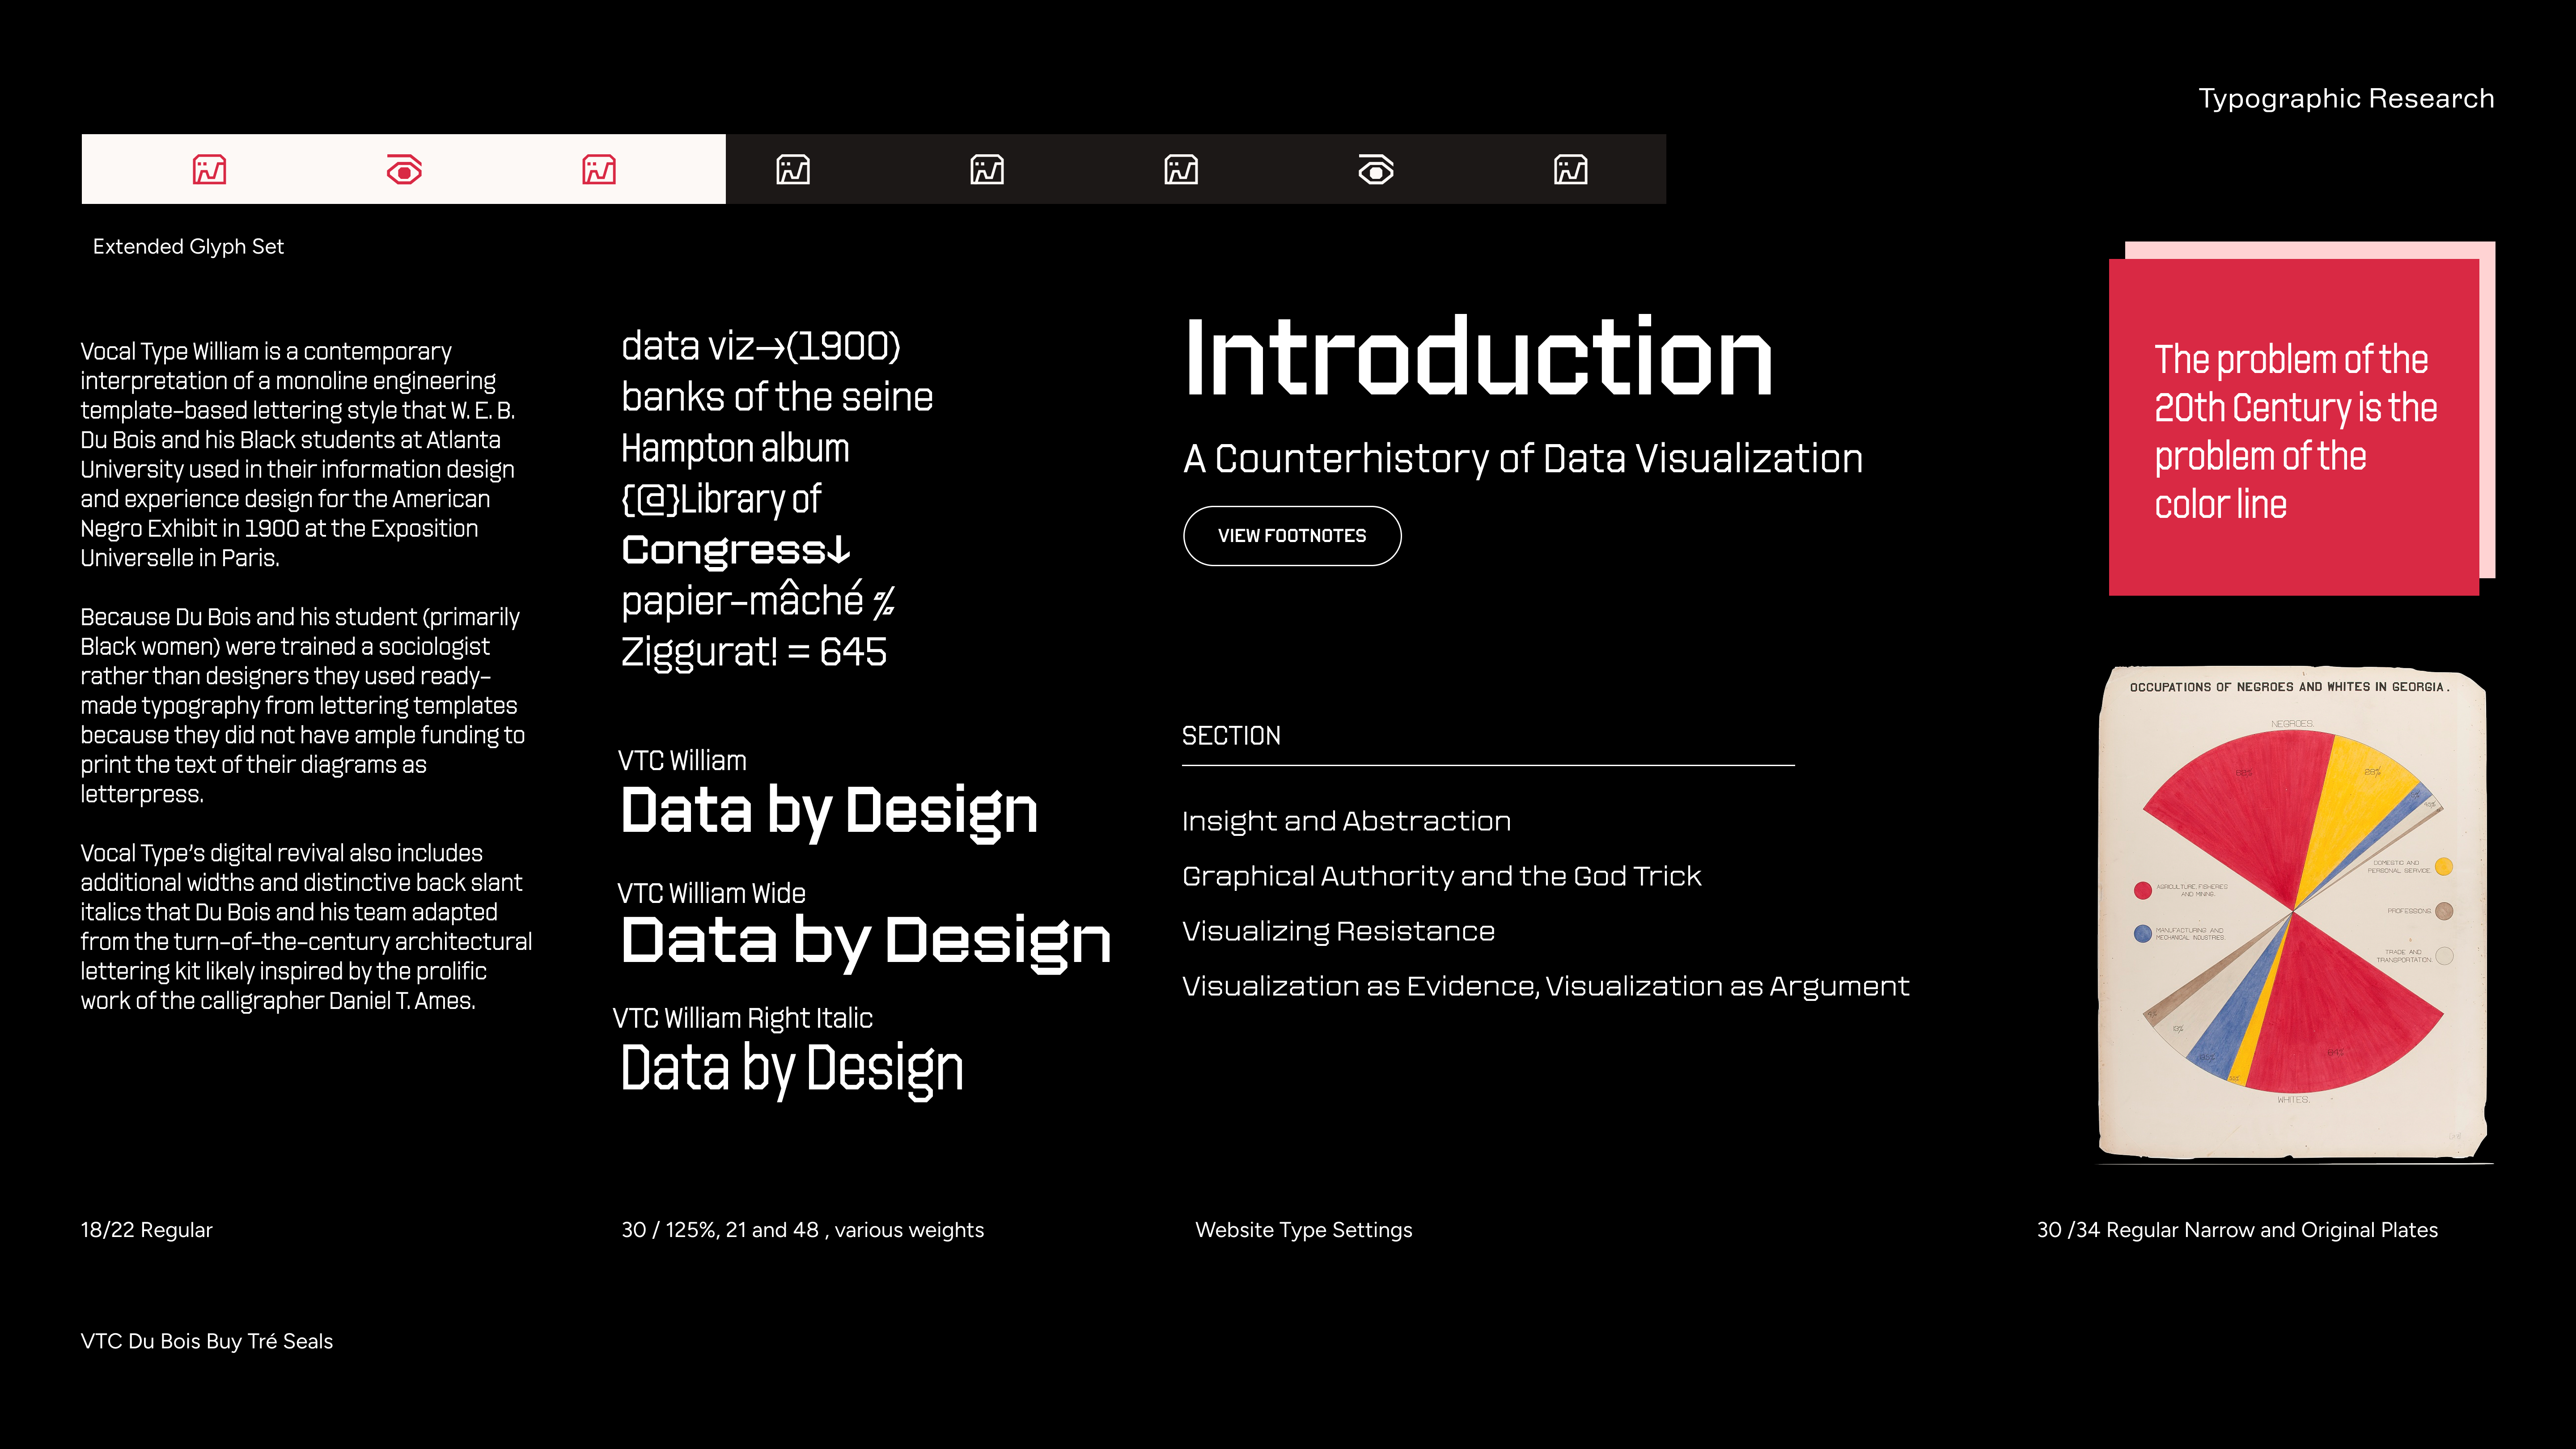 Typographic Research
Extended Glyph Set
Vocal Type William is a contemporary
interpretation of a monoline engineering
template-based lettering style that W. E. B.
Du Bois and his Black students at Atlanta
University used in their information design
and experience design for the American
Negro Exhibit in 1900 at the Exposition
Universelle in Paris.
Because Du Bois and his student (primarily
Black women) were trained a sociologist
rather than designers they used ready-
made typography from lettering templates
because they did not have ample funding to
print the text of their diagrams as
letterpress.
Vocal Type's digital revival also includes
additional widths and distinctive back slant
italics that Du Bois and his team adapted
from the turn-of-the-century architectural
lettering kit likely inspired by the prolific
work of the calligrapher Daniel T. Ames.
18/22 Regular
data viz→(1900)
banks of the seine
Hampton album
{@}Library of
Congress↓
papier-mâché %
Ziggurat! = 645
VTC William
Data by Design
VTC William Wide
Data by Design
VTC William Right Italic
Data by Design
30 / 125%, 21 and 48 , various weights
Introduction
A Counterhistory of Data Visualization
VIEW FOOTNOTES
SECTION
Insight and Abstraction
Graphical Authority and the God Trick
Visualizing Resistance
Visualization as Evidence, Visualization as Argument
Website Type Settings
The problem of the
20th Century is the
problem of the
color line
OCCUPATIONS OF NEGROES AND WHITES IN GEORGIA.
NEGROES.
62%
28%
DOMESTIC AND
PERSONAL SERVICE.
AGRICULTURE, FISHERIES
AND MINING.
PROFESSIONS.
MANUFACTURING AND
MECHANICAL INDUSTRIES.
TRADE AND
TRANSPORTATION.
64%
WHITES.
30 /34 Regular Narrow and Original Plates
VTC Du Bois Buy Tré Seals